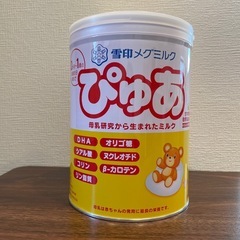 雪印メグミルク
ぴゅあ
母乳研究から生まれたミルク
DHA
オリゴ糖
シアル酸
ヌクレオチド
コリン
β-カロテン
リン脂質